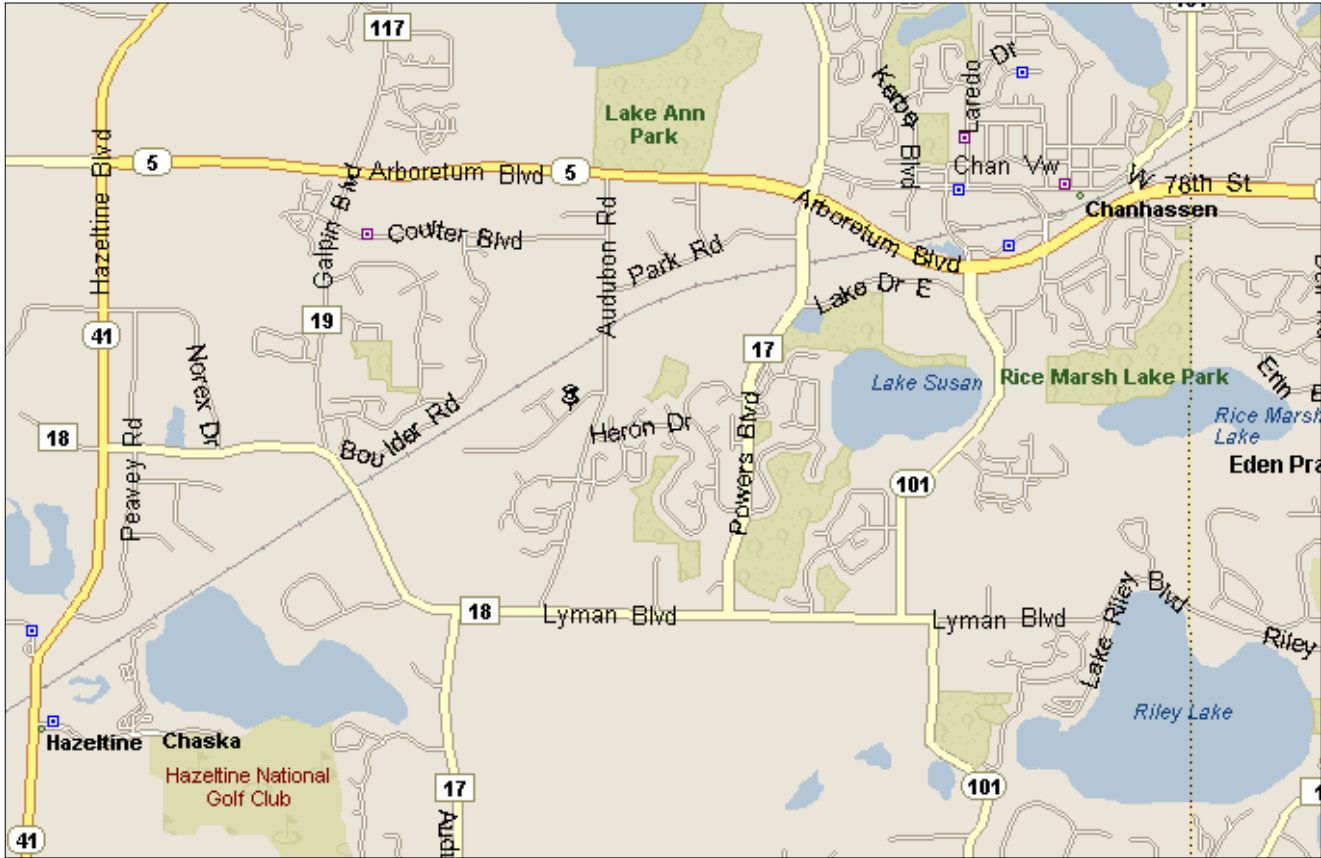 101
117
Dr
Kerber
Blvd
Laredo
Lake Ann
Park
Hazeltine Blvd
5
Arboretum Blvd
5
Chan Vw
W 78th St
Chanhassen
Galpin Blvd
Coulter Blvd
Audubon Rd
Park Rd
Arboretum Blvd
Lake Dr E
19
41
17
Norex Dr
Lake Susan
Rice Marsh Lake Park
Erin
Boulder Rd
Heron Dr
Rice Marsh
Lake
18
Peavey Rd
Powers Blvd
101
Eden Pra
18
Lyman Blvd
Lyman Blvd
Lake Riley Blvd
Riley
Riley Lake
Hazeltine
Chaska
Hazeltine National
Golf Club
17
101
1
41
Aud